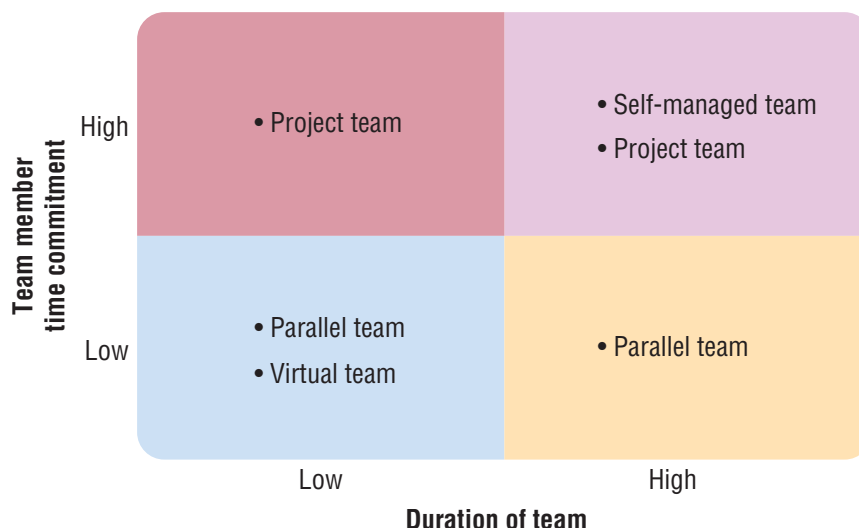 Team member
time commitment
High
• Project team
• Self-managed team
• Project team
Low
• Parallel team
• Virtual team
• Parallel team
Low
High
Duration of team